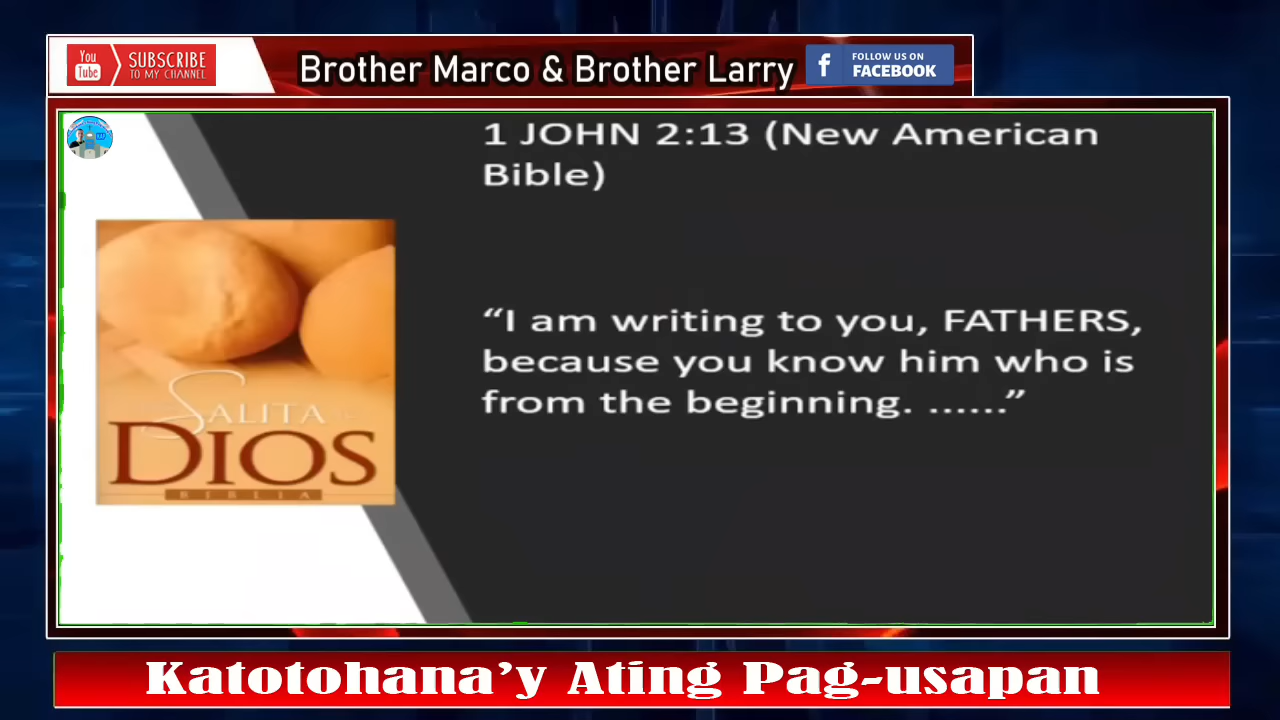 You
Tube
SUBSCRIBE
TO MY CHANNEL
Brother Marco & Brother Larry
f
FOLLOW US ON
FACEBOOK
1 JOHN 2:13 (New American
Bible)
“I am writing to you, FATHERS,
because you know him who is
from the beginning. ......”
SALITA
DIOS
BIBLIA
Katotohana’y Ating Pag-usapan